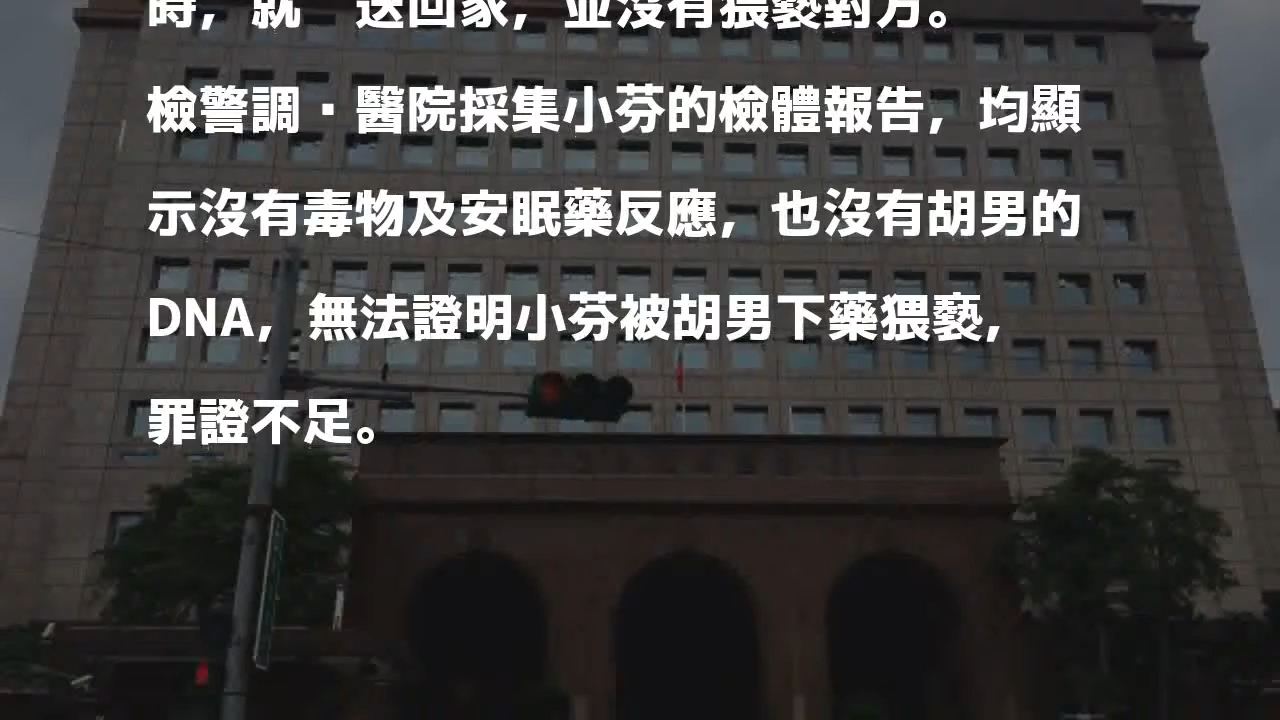 時，就 送回家，並沒有猥褻對方。
檢警調 · 醫院採集小芬的檢體報告，均顯
示沒有毒物及安眠藥反應，也沒有胡男的
DNA，無法證明小芬被胡男下藥猥褻，
罪證不足。